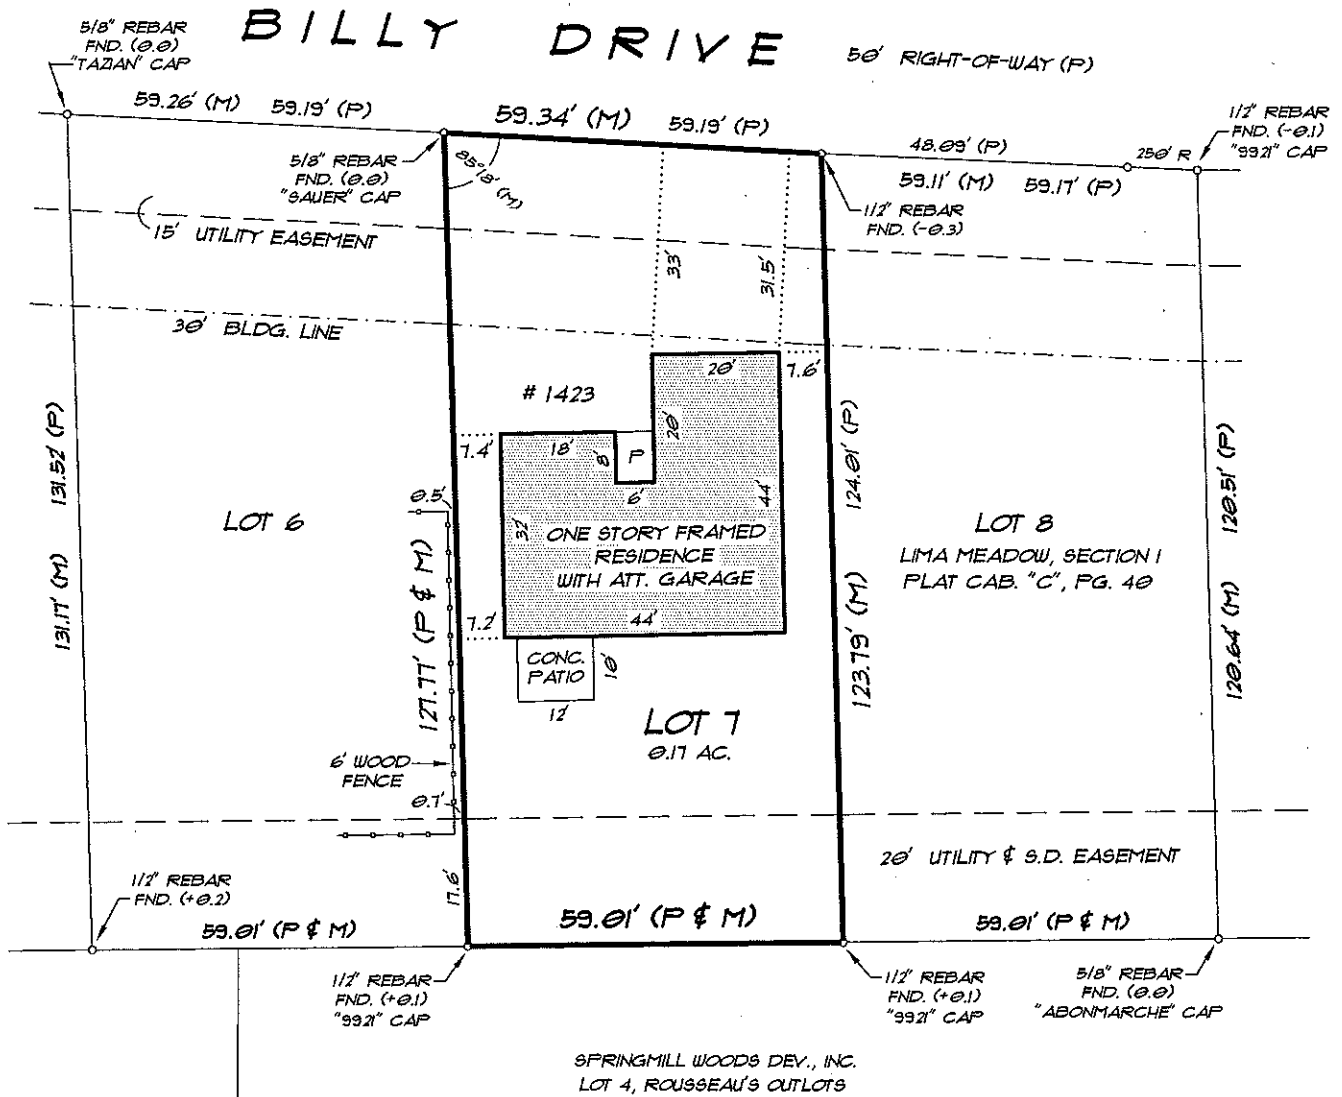 BILLY DRIVE
50' RIGHT-OF-WAY (P)
5/8" REBAR
FND. (0.0)
"TAZIAN" CAP
59.26' (M) 59.19' (P)
59.34' (M) 59.19' (P)
48.09' (P)
250' R
59.11' (M) 59.17' (P)
1/2" REBAR
FND. (-0.1)
"9921" CAP
5/8" REBAR
FND. (0.0)
"SAUER" CAP
85°18' (M)
1/2" REBAR
FND. (-0.3)
15' UTILITY EASEMENT
33'
31.5'
30' BLDG. LINE
# 1423
20'
7.6'
7.4'
18'
8'
P
20'
6'
44'
32'
ONE STORY FRAMED
RESIDENCE
WITH ATT. GARAGE
44'
7.2'
CONC.
PATIO
10'
12'
131.17' (M) 131.52' (P)
LOT 6
0.5'
127.77' (P & M)
6' WOOD
FENCE
0.7'
17.6'
LOT 7
0.17 AC.
123.79' (M) 124.01' (P)
LOT 8
LIMA MEADOW, SECTION I
PLAT CAB. "C", PG. 40
120.64' (M) 120.51' (P)
20' UTILITY & S.D. EASEMENT
1/2" REBAR
FND. (+0.2)
59.01' (P & M)
59.01' (P & M)
59.01' (P & M)
1/2" REBAR
FND. (+0.1)
"9921" CAP
1/2" REBAR
FND. (+0.1)
"9921" CAP
5/8" REBAR
FND. (0.0)
"ABONMARCHE" CAP
SPRINGMILL WOODS DEV., INC.
LOT 4, ROUSSEAU'S OUTLOTS